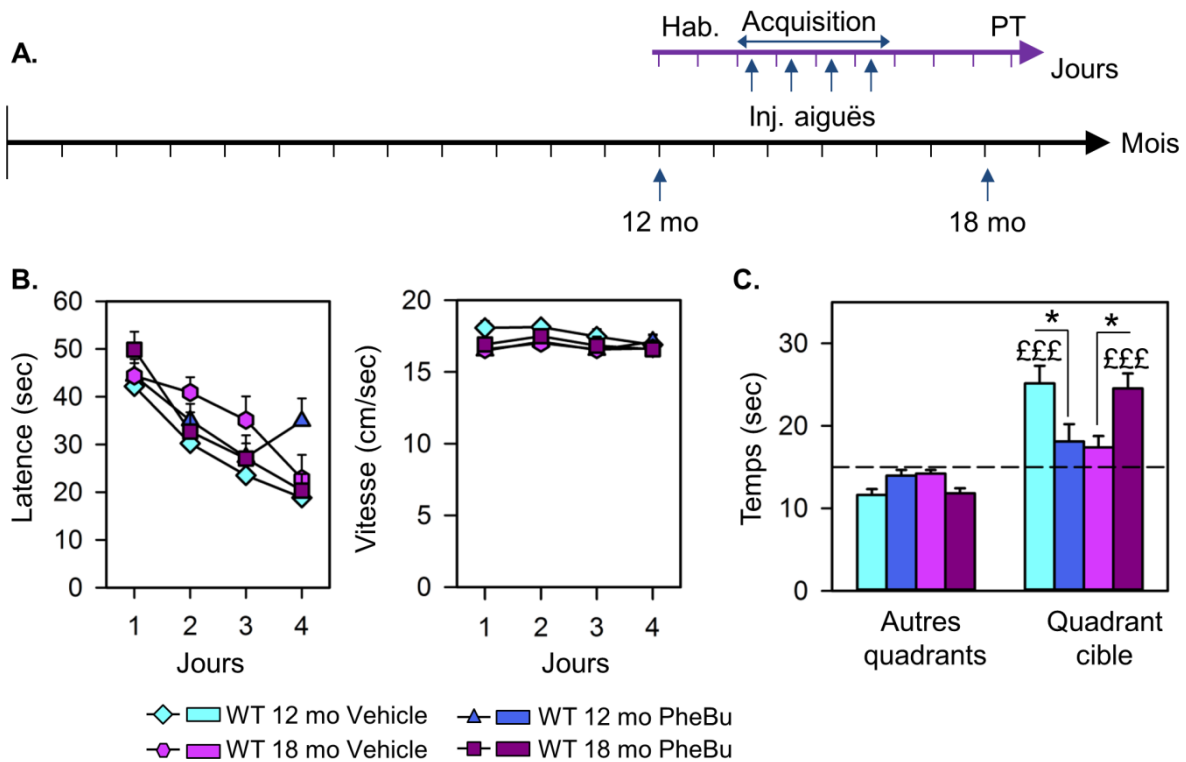 A.
Hab.
Acquisition
PT
Jours
Inj. aiguës
Mois
12 mo
18 mo
B.
60
50
40
30
20
10
0
Latence (sec)
1 2 3 4
Jours
20
15
10
5
0
Vitesse (cm/sec)
1 2 3 4
Jours
C.
30
20
10
0
Temps (sec)
* *
£££ £££
Autres
quadrants
Quadrant
cible
WT 12 mo Vehicle
WT 12 mo PheBu
WT 18 mo Vehicle
WT 18 mo PheBu